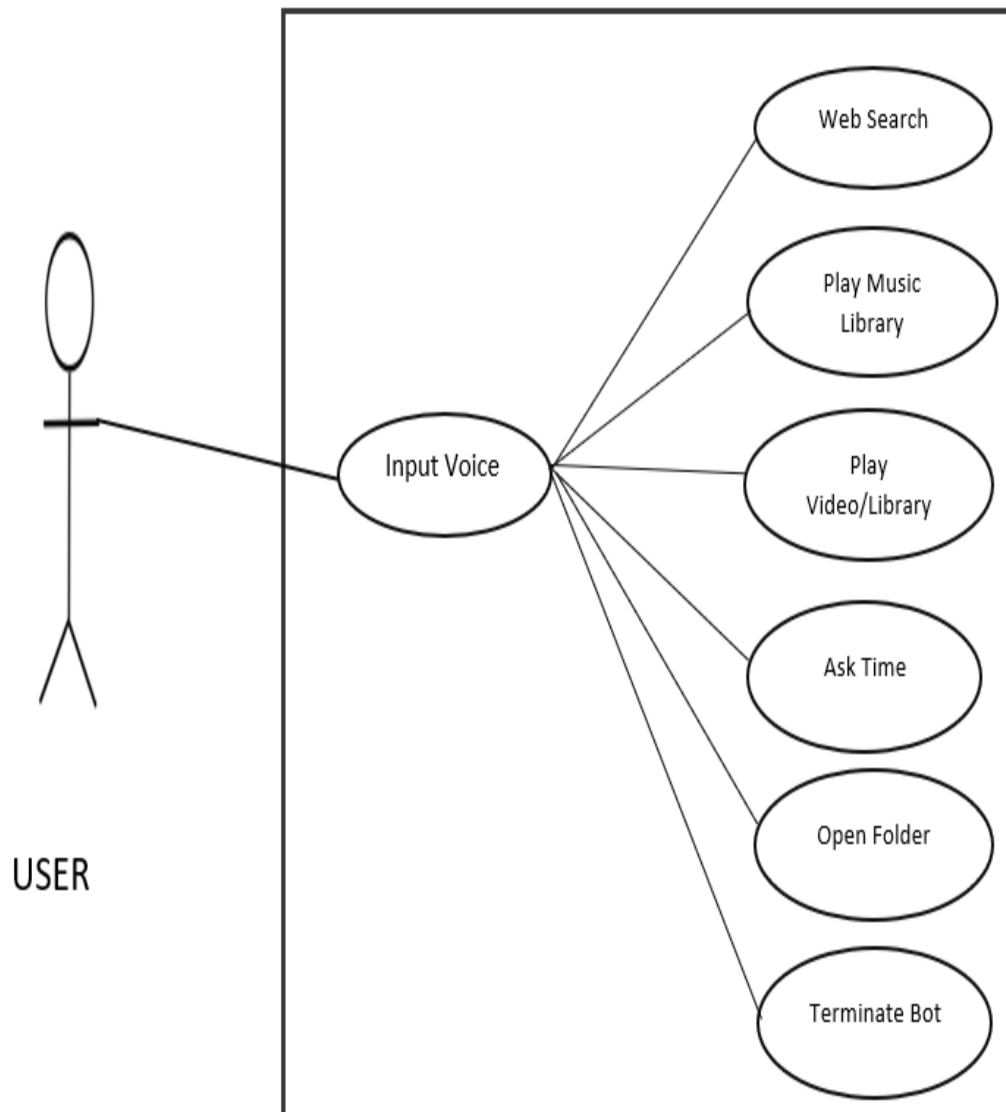 Web Search
Play Music
Library
Input Voice
Play
Video/Library
Ask Time
Open Folder
USER
Terminate Bot